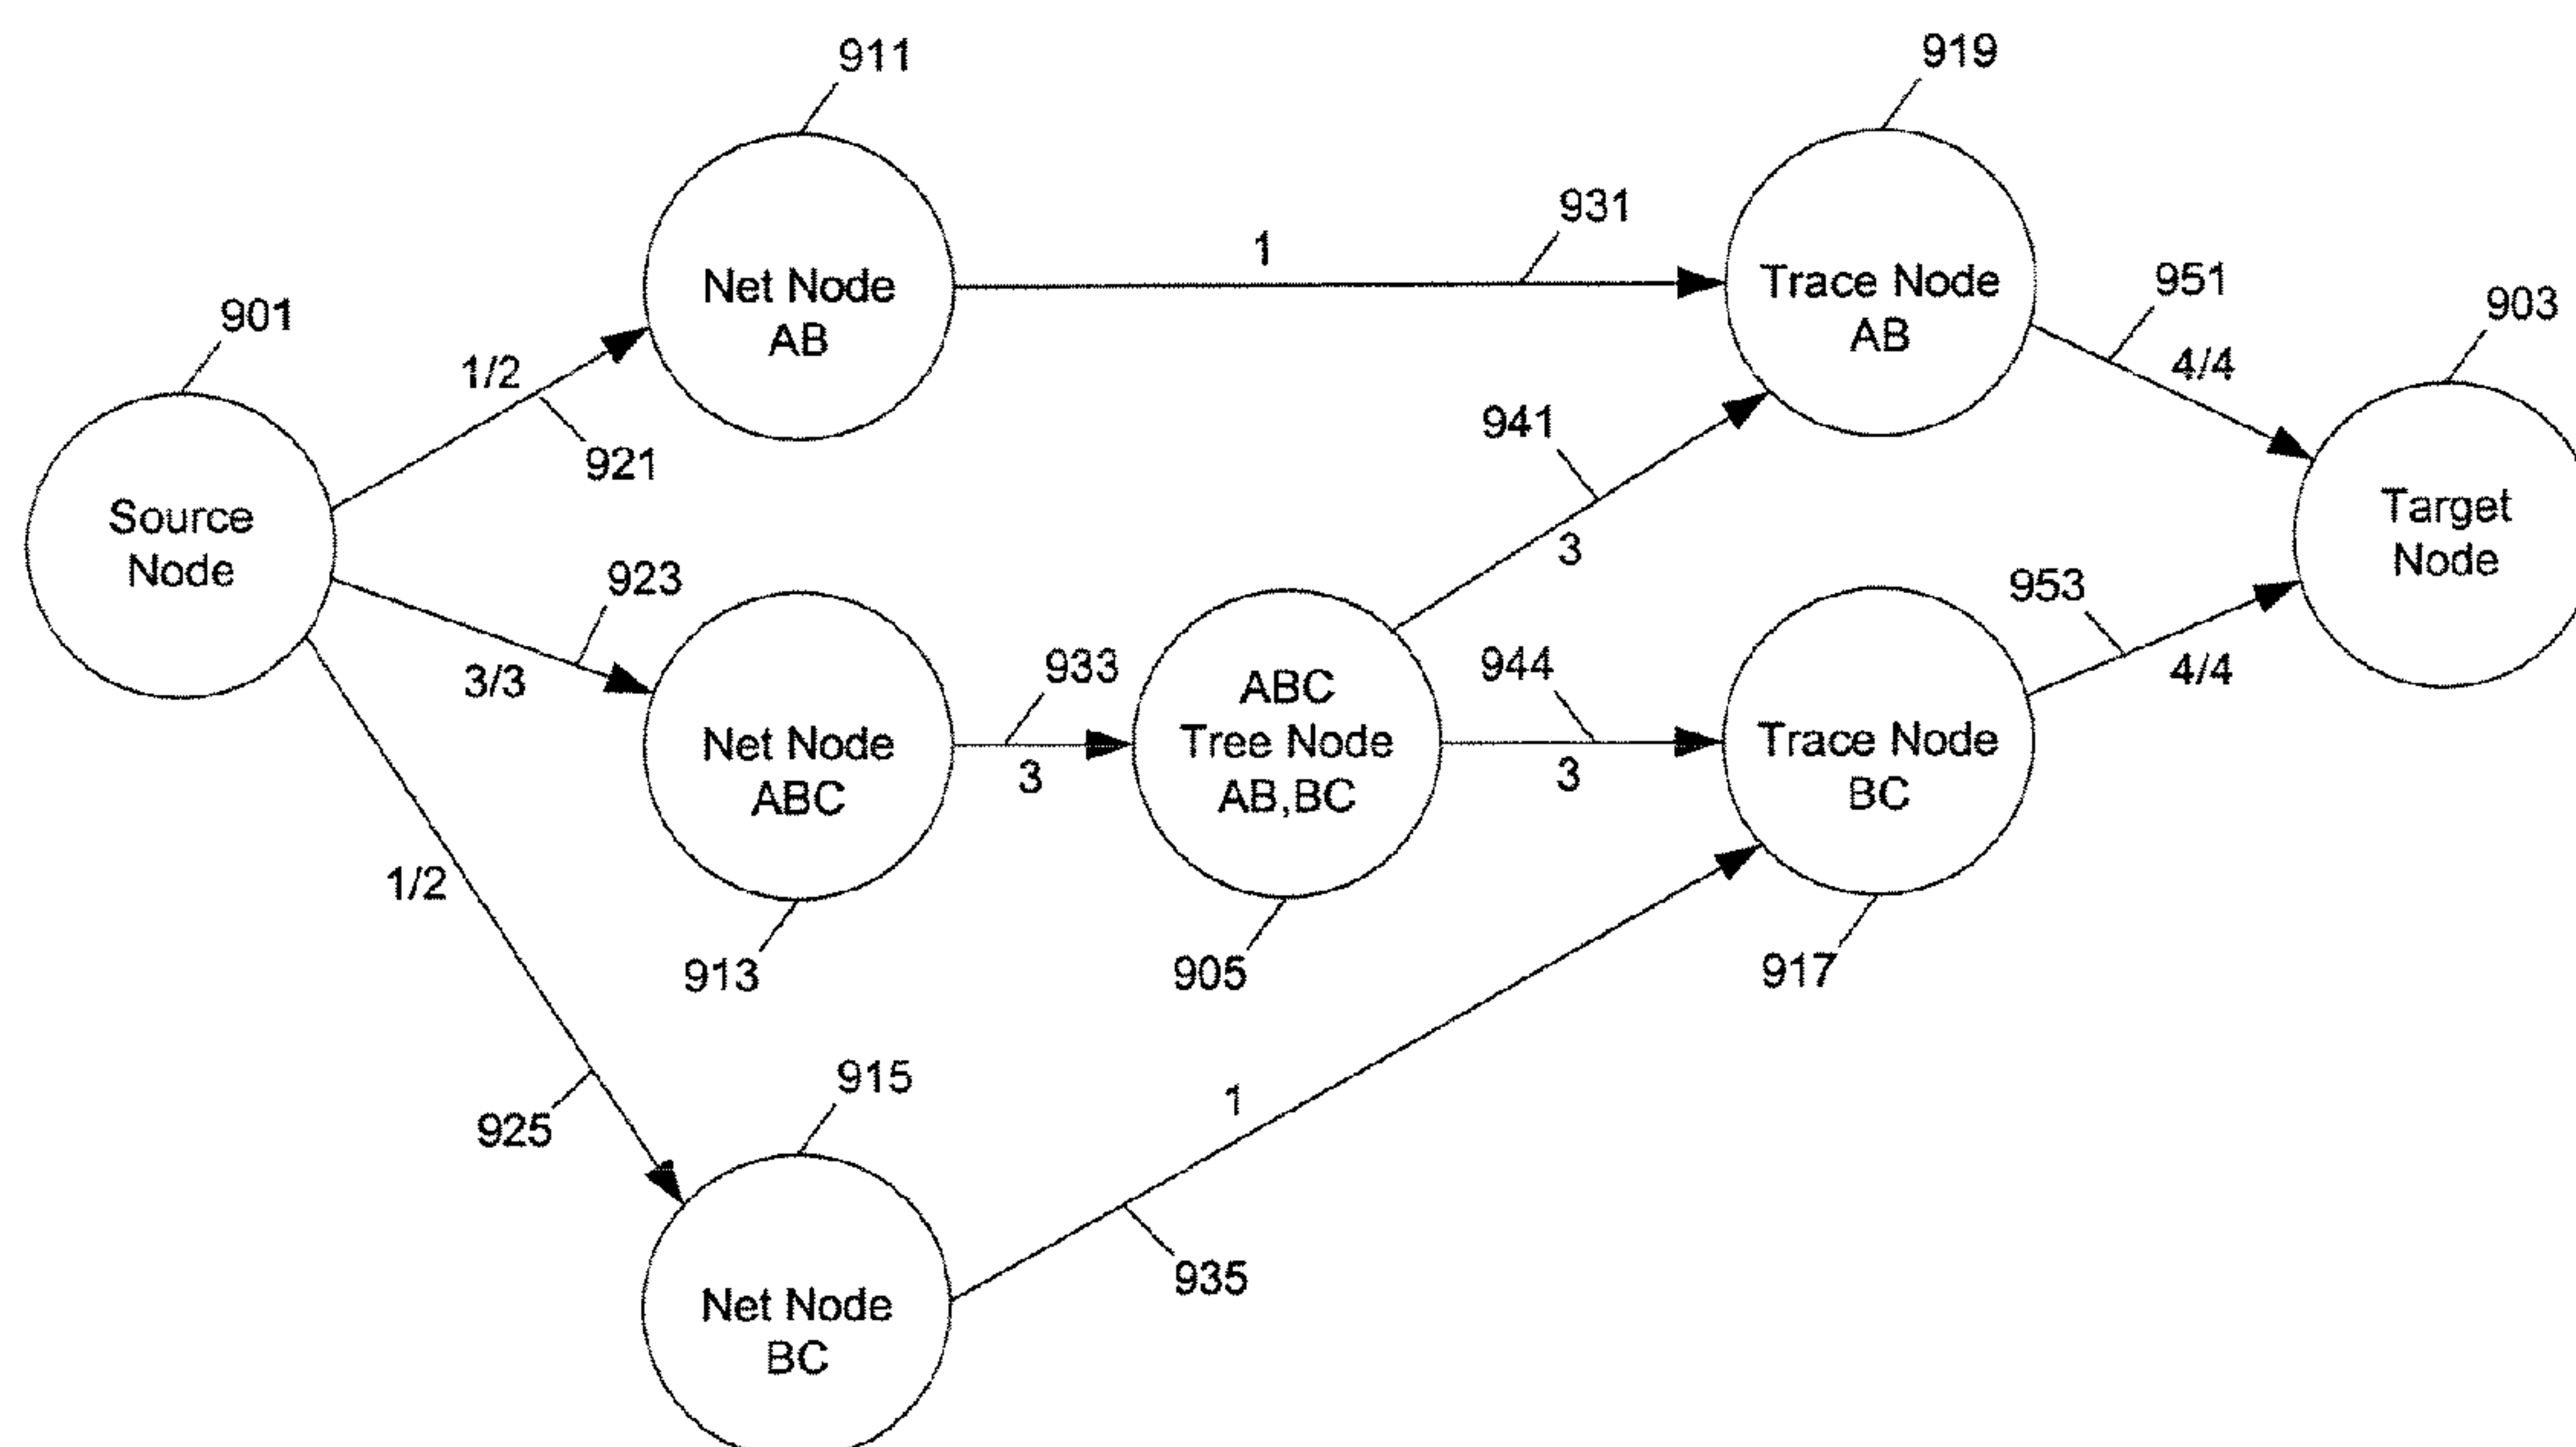 911
919
931
1
951
903
901
Net Node
AB
Trace Node
AB
1/2
4/4
941
921
Source
Node
Target
Node
3
923
953
933
944
ABC
Tree Node
AB,BC
3/3
4/4
Net Node
ABC
3
3
Trace Node
BC
1/2
913
905
917
915
1
925
935
Net Node
BC